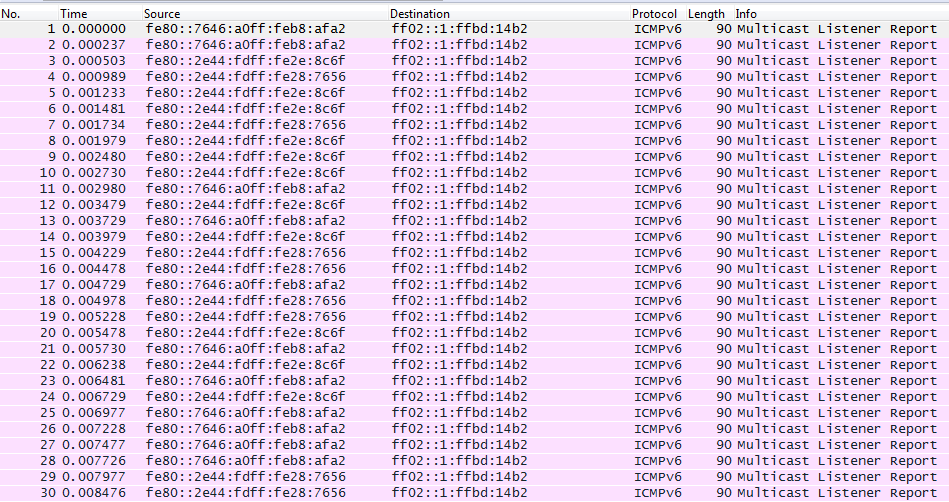 No. Time Source Destination Protocol Length Info
1 0.000000 fe80::7646:a0ff:feb8:afa2 ff02::1:ffbd:14b2 ICMPv6 90 Multicast Listener Report
2 0.000237 fe80::7646:a0ff:feb8:afa2 ff02::1:ffbd:14b2 ICMPv6 90 Multicast Listener Report
3 0.000503 fe80::2e44:fdff:fe2e:8c6f ff02::1:ffbd:14b2 ICMPv6 90 Multicast Listener Report
4 0.000989 fe80::2e44:fdff:fe28:7656 ff02::1:ffbd:14b2 ICMPv6 90 Multicast Listener Report
5 0.001233 fe80::2e44:fdff:fe2e:8c6f ff02::1:ffbd:14b2 ICMPv6 90 Multicast Listener Report
6 0.001481 fe80::2e44:fdff:fe2e:8c6f ff02::1:ffbd:14b2 ICMPv6 90 Multicast Listener Report
7 0.001734 fe80::2e44:fdff:fe28:7656 ff02::1:ffbd:14b2 ICMPv6 90 Multicast Listener Report
8 0.001979 fe80::2e44:fdff:fe2e:8c6f ff02::1:ffbd:14b2 ICMPv6 90 Multicast Listener Report
9 0.002480 fe80::2e44:fdff:fe2e:8c6f ff02::1:ffbd:14b2 ICMPv6 90 Multicast Listener Report
10 0.002730 fe80::2e44:fdff:fe2e:8c6f ff02::1:ffbd:14b2 ICMPv6 90 Multicast Listener Report
11 0.002980 fe80::7646:a0ff:feb8:afa2 ff02::1:ffbd:14b2 ICMPv6 90 Multicast Listener Report
12 0.003479 fe80::2e44:fdff:fe2e:8c6f ff02::1:ffbd:14b2 ICMPv6 90 Multicast Listener Report
13 0.003729 fe80::7646:a0ff:feb8:afa2 ff02::1:ffbd:14b2 ICMPv6 90 Multicast Listener Report
14 0.003979 fe80::2e44:fdff:fe2e:8c6f ff02::1:ffbd:14b2 ICMPv6 90 Multicast Listener Report
15 0.004229 fe80::2e44:fdff:fe28:7656 ff02::1:ffbd:14b2 ICMPv6 90 Multicast Listener Report
16 0.004478 fe80::2e44:fdff:fe28:7656 ff02::1:ffbd:14b2 ICMPv6 90 Multicast Listener Report
17 0.004729 fe80::7646:a0ff:feb8:afa2 ff02::1:ffbd:14b2 ICMPv6 90 Multicast Listener Report
18 0.004978 fe80::2e44:fdff:fe28:7656 ff02::1:ffbd:14b2 ICMPv6 90 Multicast Listener Report
19 0.005228 fe80::2e44:fdff:fe28:7656 ff02::1:ffbd:14b2 ICMPv6 90 Multicast Listener Report
20 0.005478 fe80::2e44:fdff:fe2e:8c6f ff02::1:ffbd:14b2 ICMPv6 90 Multicast Listener Report
21 0.005730 fe80::7646:a0ff:feb8:afa2 ff02::1:ffbd:14b2 ICMPv6 90 Multicast Listener Report
22 0.006238 fe80::2e44:fdff:fe2e:8c6f ff02::1:ffbd:14b2 ICMPv6 90 Multicast Listener Report
23 0.006481 fe80::7646:a0ff:feb8:afa2 ff02::1:ffbd:14b2 ICMPv6 90 Multicast Listener Report
24 0.006729 fe80::2e44:fdff:fe2e:8c6f ff02::1:ffbd:14b2 ICMPv6 90 Multicast Listener Report
25 0.006977 fe80::7646:a0ff:feb8:afa2 ff02::1:ffbd:14b2 ICMPv6 90 Multicast Listener Report
26 0.007228 fe80::7646:a0ff:feb8:afa2 ff02::1:ffbd:14b2 ICMPv6 90 Multicast Listener Report
27 0.007477 fe80::7646:a0ff:feb8:afa2 ff02::1:ffbd:14b2 ICMPv6 90 Multicast Listener Report
28 0.007726 fe80::7646:a0ff:feb8:afa2 ff02::1:ffbd:14b2 ICMPv6 90 Multicast Listener Report
29 0.007977 fe80::2e44:fdff:fe28:7656 ff02::1:ffbd:14b2 ICMPv6 90 Multicast Listener Report
30 0.008476 fe80::2e44:fdff:fe28:7656 ff02::1:ffbd:14b2 ICMPv6 90 Multicast Listener Report